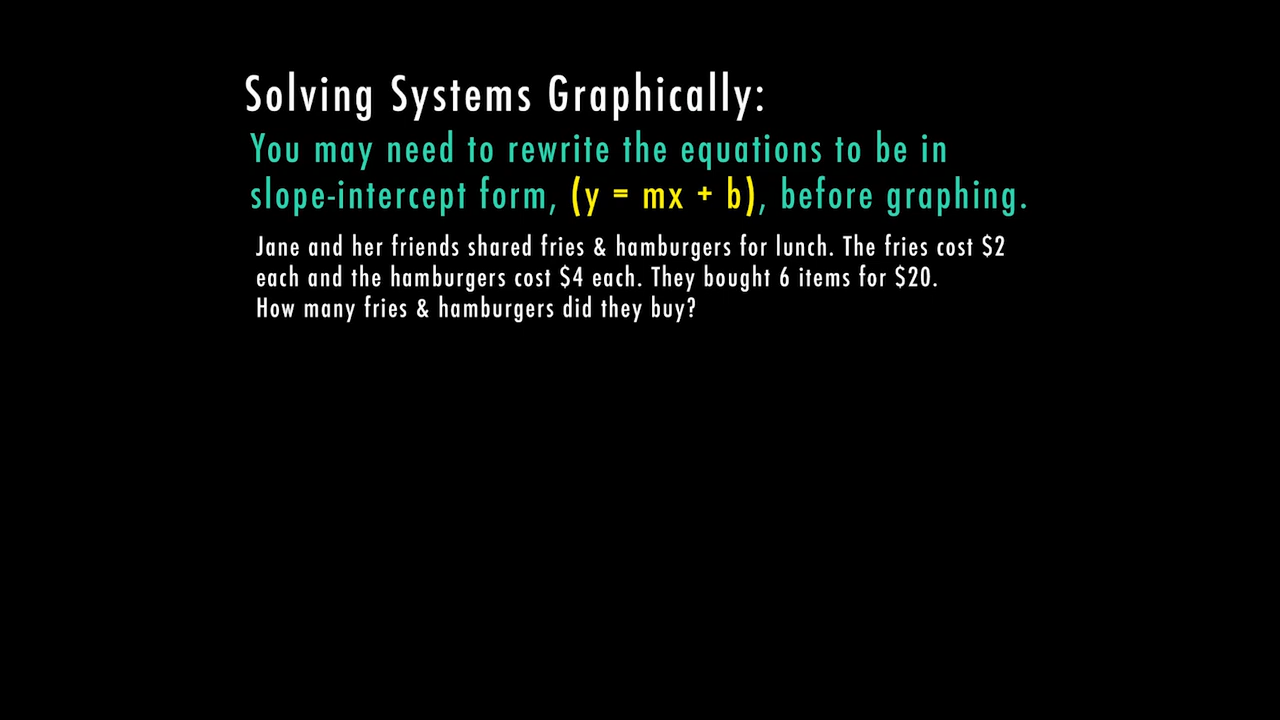 Solving Systems Graphically:
You may need to rewrite the equations to be in
slope-intercept form, (y = mx + b), before graphing.
Jane and her friends shared fries & hamburgers for lunch. The fries cost $2
each and the hamburgers cost $4 each. They bought 6 items for $20.
How many fries & hamburgers did they buy?